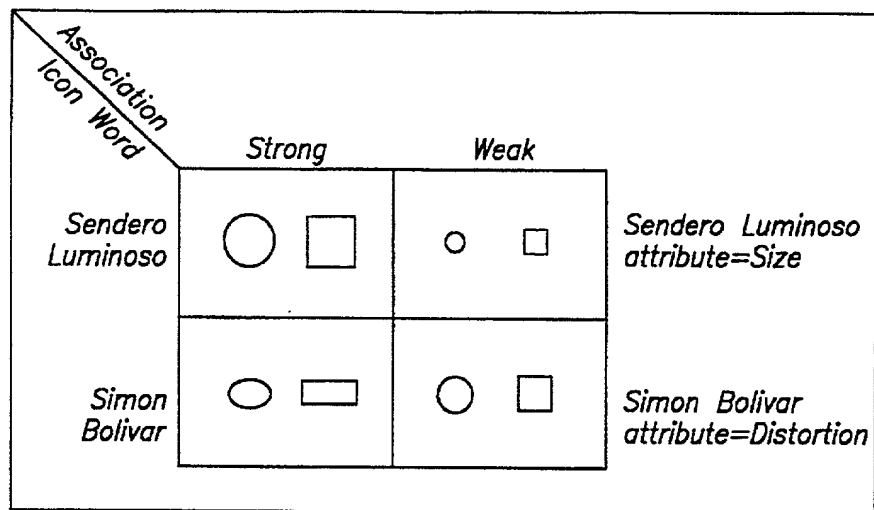 Association
Icon Word
Strong
Weak
Sendero
Luminoso
Sendero Luminoso
attribute=Size
Simon
Bolivar
Simon Bolivar
attribute=Distortion